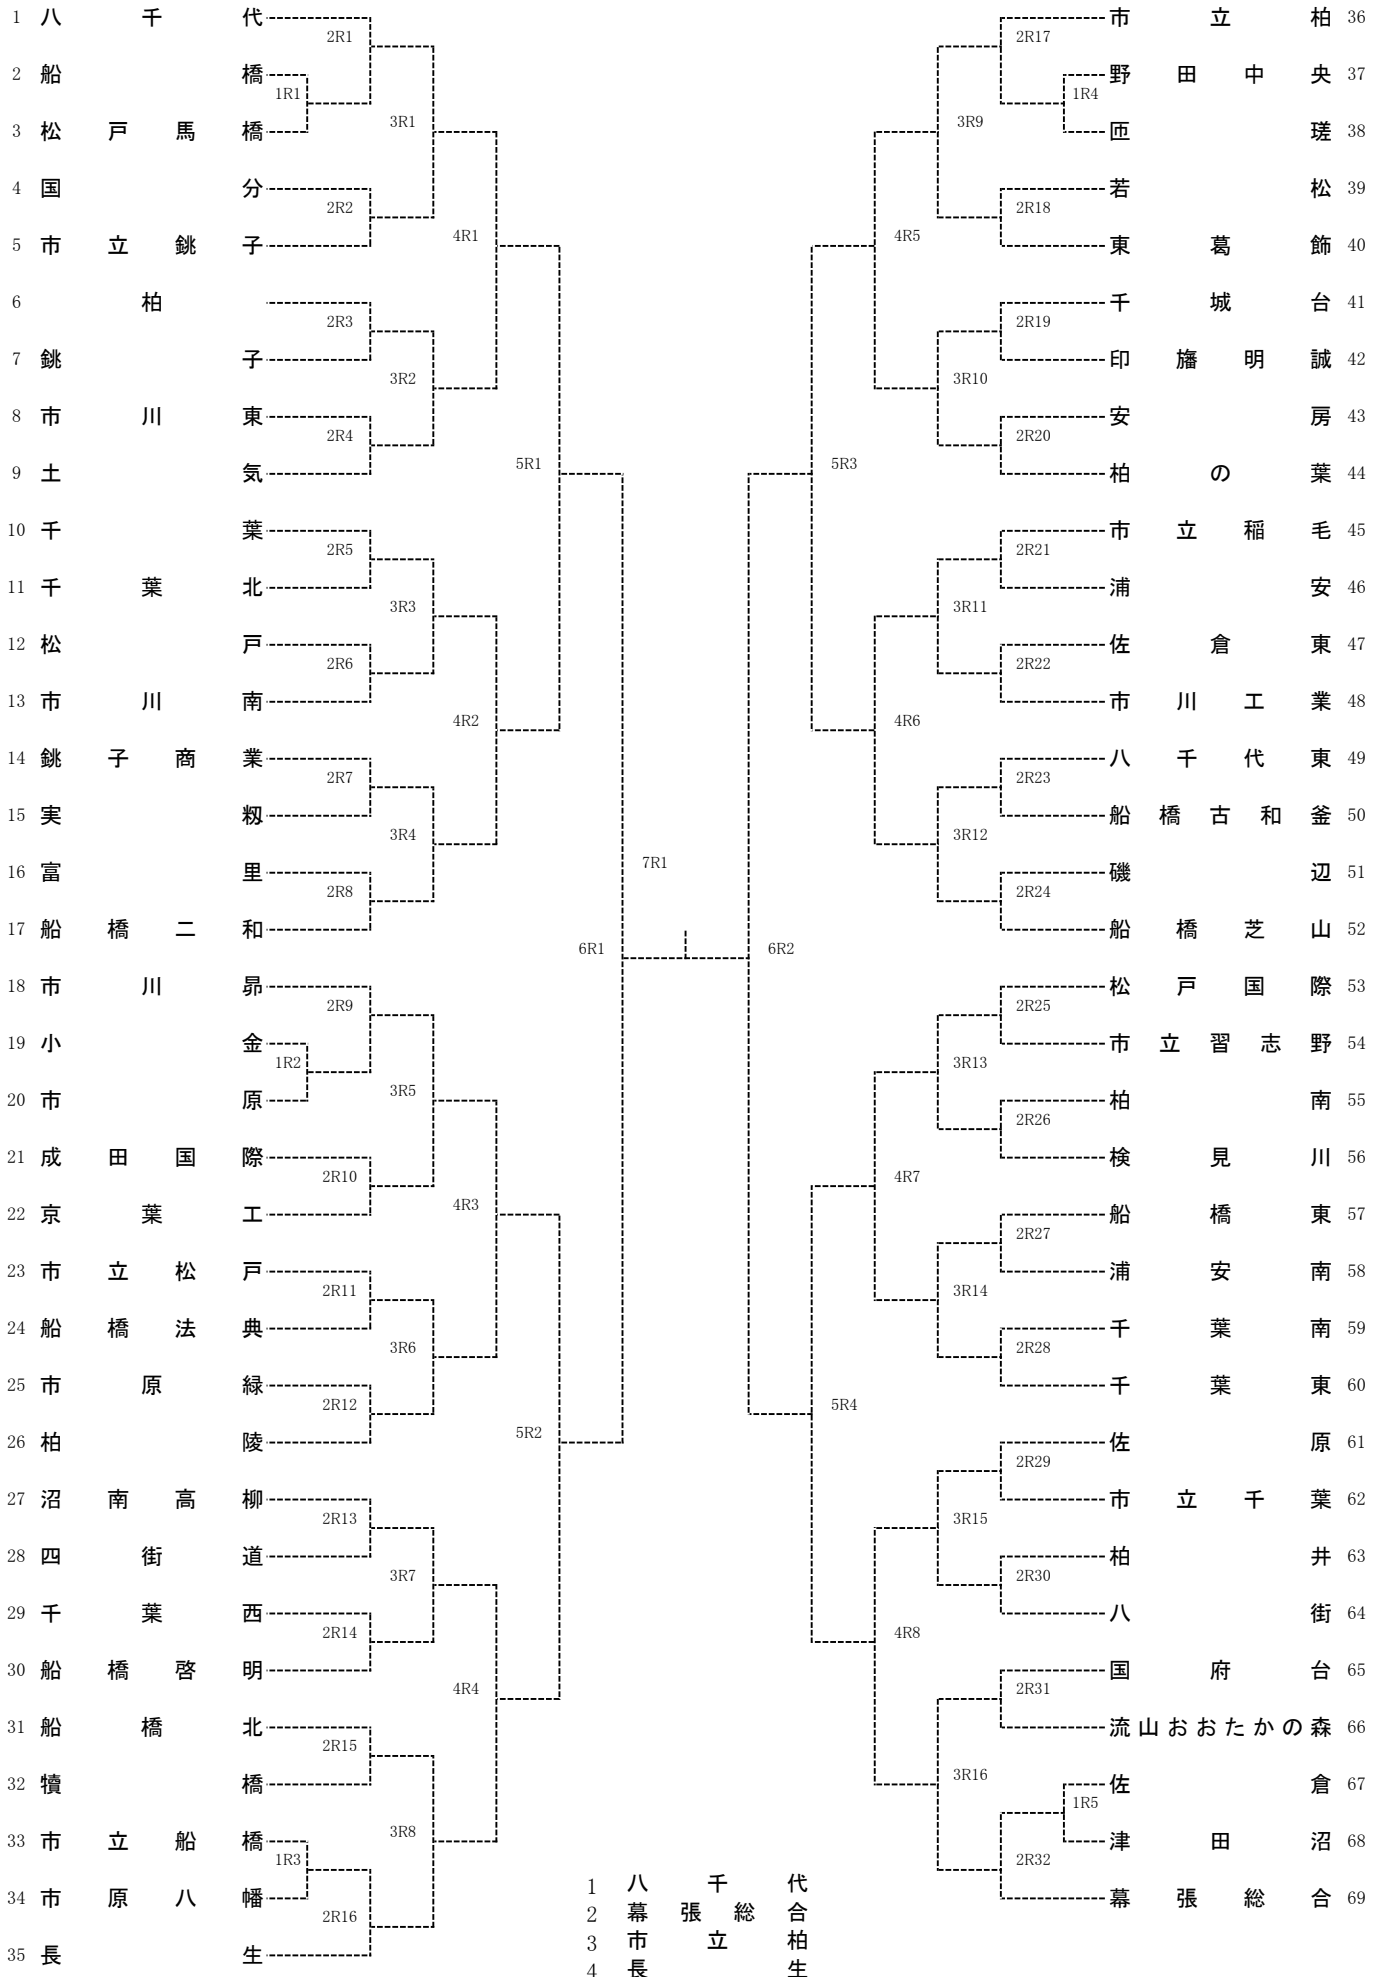 1 八千代
2 船橋
3 松戸馬橋
4 国分
5 市立銚子
6 柏
7 銚子
8 市川東
9 土気
10 千葉
11 千葉北
12 松戸
13 市川南
14 銚子商業
15 実籾
16 富里
17 船橋二和
18 市川昴
19 小金
20 市原
21 成田国際
22 京葉工
23 市立松戸
24 船橋法典
25 市原緑
26 柏陵
27 沼南高柳
28 四街道
29 千葉西
30 船橋啓明
31 船橋北
32 犢橋
33 市立船橋
34 市原八幡
35 長生
1R1
1R2
1R3
2R1
2R2
2R3
2R4
2R5
2R6
2R7
2R8
2R9
2R10
2R11
2R12
2R13
2R14
2R15
2R16
3R1
3R2
3R3
3R4
3R5
3R6
3R7
3R8
4R1
4R2
4R3
4R4
5R1
5R2
6R1
7R1
6R2
5R3
5R4
4R5
4R6
4R7
4R8
3R9
3R10
3R11
3R12
3R13
3R14
3R15
3R16
2R17
2R18
2R19
2R20
2R21
2R22
2R23
2R24
2R25
2R26
2R27
2R28
2R29
2R30
2R31
2R32
1R4
1R5
市立柏 36
野田中央 37
匝瑳 38
若松 39
東葛飾 40
千城台 41
印旛明誠 42
安房 43
柏の葉 44
市立稲毛 45
浦安 46
佐倉東 47
市川工業 48
八千代東 49
船橋古和釜 50
磯辺 51
船橋芝山 52
松戸国際 53
市立習志野 54
柏南 55
検見川 56
船橋東 57
浦安南 58
千葉南 59
千葉東 60
佐原 61
市立千葉 62
柏井 63
八街 64
国府台 65
流山おおたかの森 66
佐倉 67
津田沼 68
幕張総合 69
1 八千代
2 幕張総合
3 市立柏
4 長生